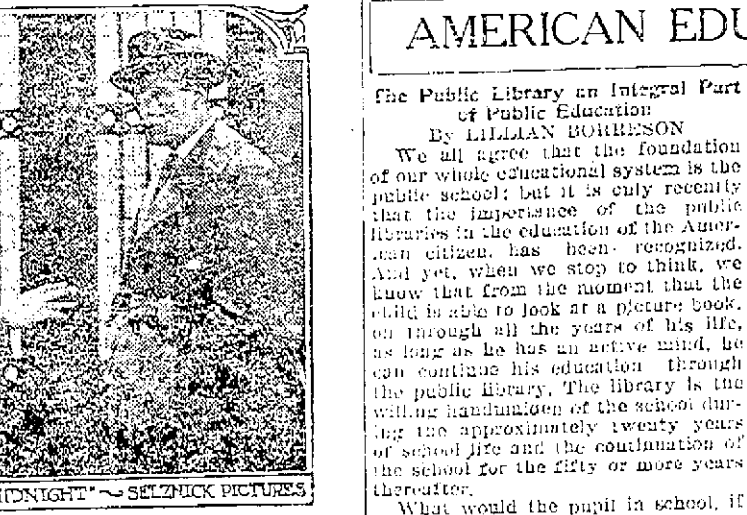 IDNIGHT" ~ SELZNICK PICTURES
AMERICAN EDU
The Public Library an Integral Part
of Public Education
By LILLIAN BORRESON
We all agree that the foundation
of our whole educational system is the
public school; but it is only recently
that the importance of the public
libraries in the education of the Amer-
ican citizen, has been recognized.
And yet, when we stop to think, we
know that from the moment that the
child is able to look at a picture book,
on through all the years of his life,
as long as he has an active mind, he
can continue his education through
the public library. The library is the
willing handmaiden of the school dur-
ing the approximately twenty years
of school life and the continuation of
the school for the fifty or more years
thereafter.
What would the pupil in school, if